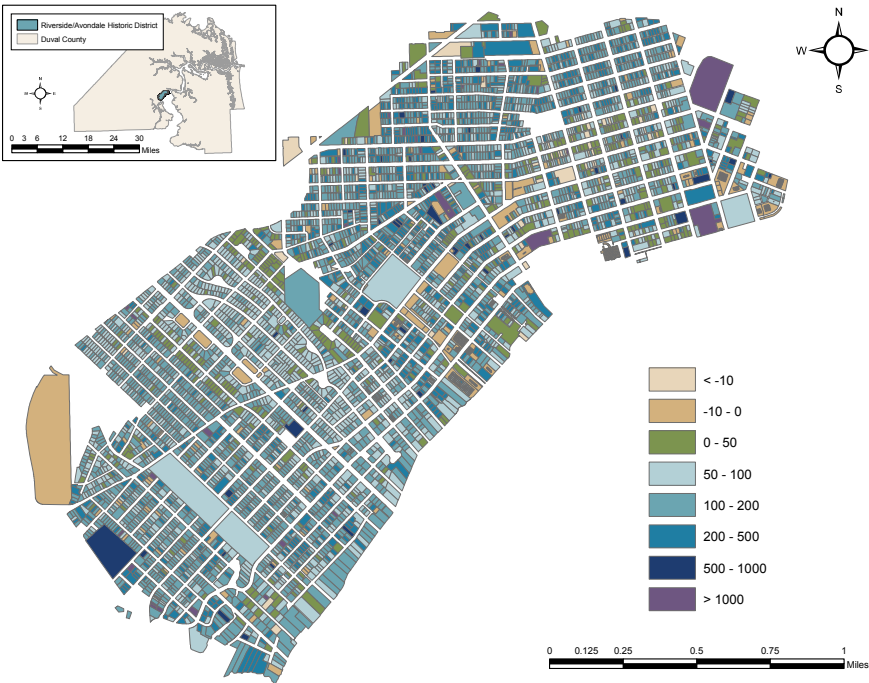 Riverside/Avondale Historic District
Duval County
N
W E
S
0 3 6 12 18 24 30
Miles
N
W E
S
< -10
-10 - 0
0 - 50
50 - 100
100 - 200
200 - 500
500 - 1000
> 1000
0 0.125 0.25 0.5 0.75 1
Miles